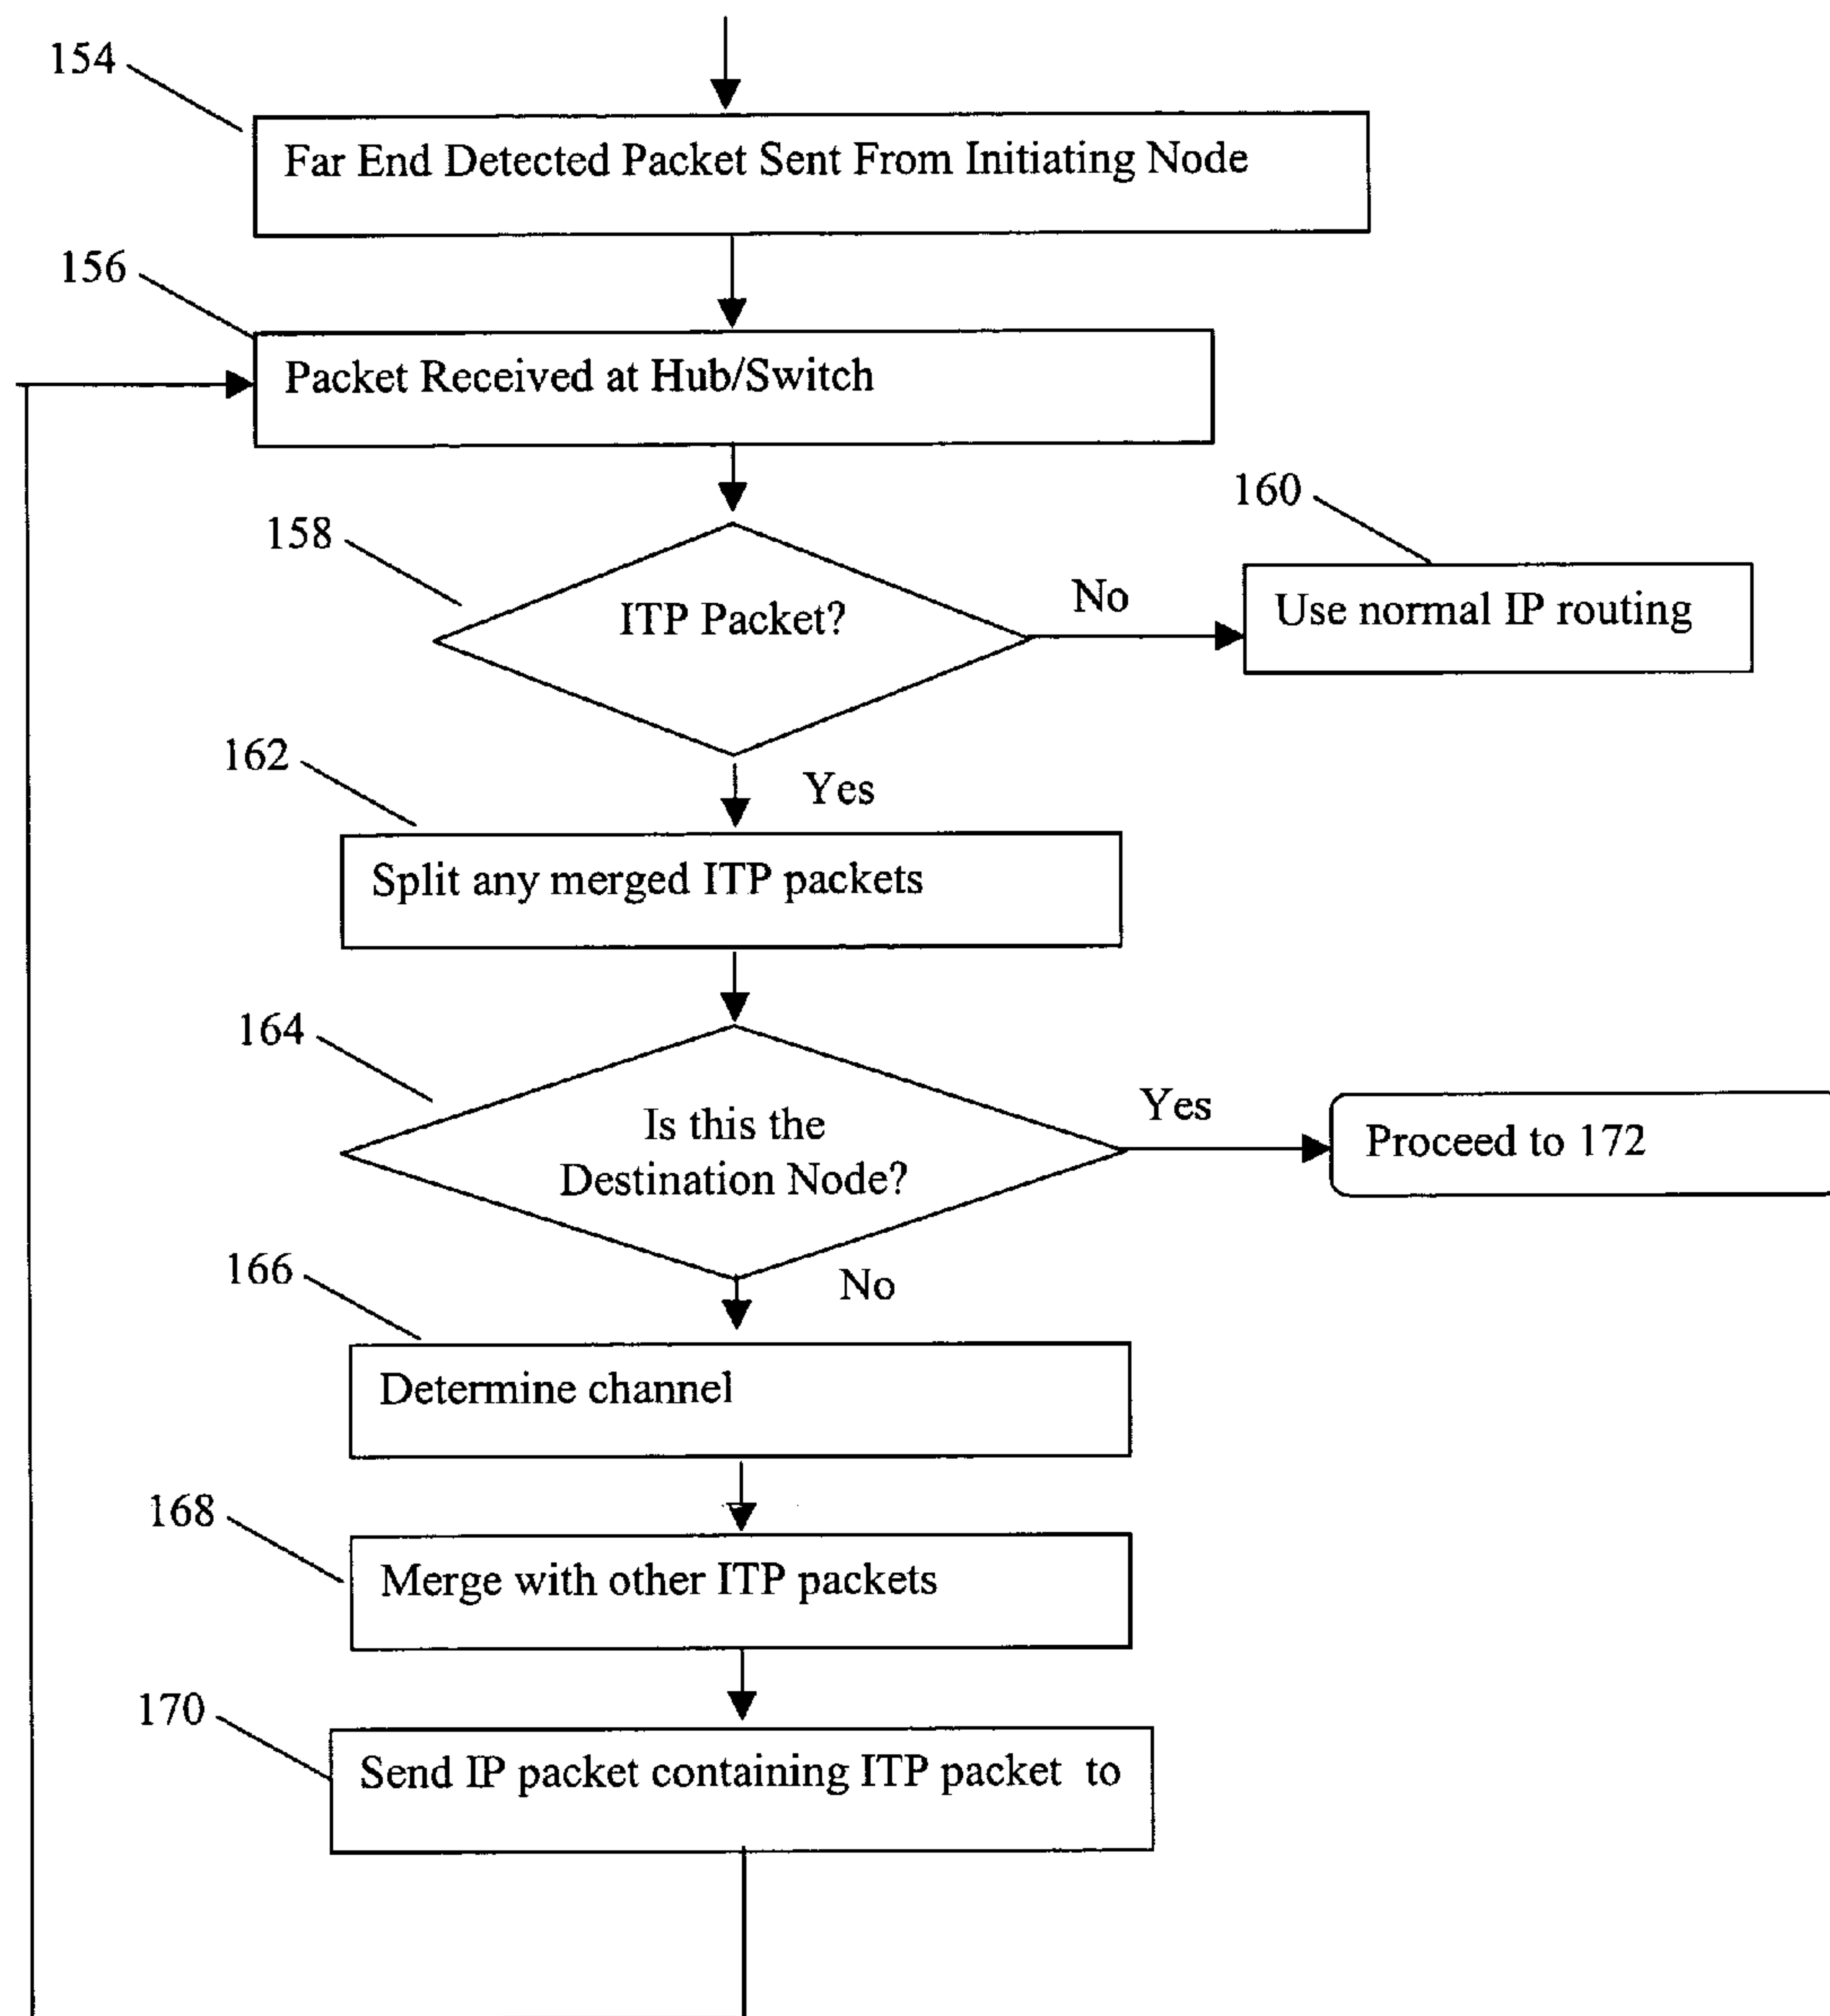 154
Far End Detected Packet Sent From Initiating Node
156
Packet Received at Hub/Switch
160
158
No
ITP Packet?
Use normal IP routing
162
Yes
Split any merged ITP packets
164
Yes
Is this the
Destination Node?
Proceed to 172
166
No
Determine channel
168
Merge with other ITP packets
170
Send IP packet containing ITP packet to